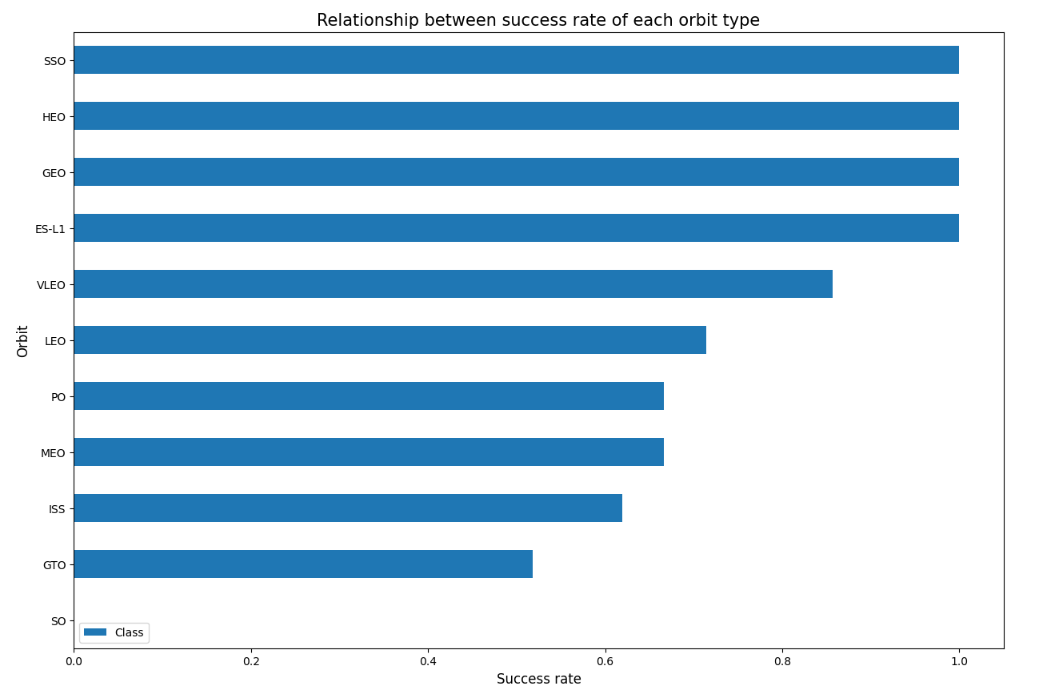 Relationship between success rate of each orbit type
SSO
HEO
GEO
ES-L1
VLEO
LEO
PO
MEO
ISS
GTO
SO
Orbit
Class
0.0 0.2 0.4 0.6 0.8 1.0
Success rate